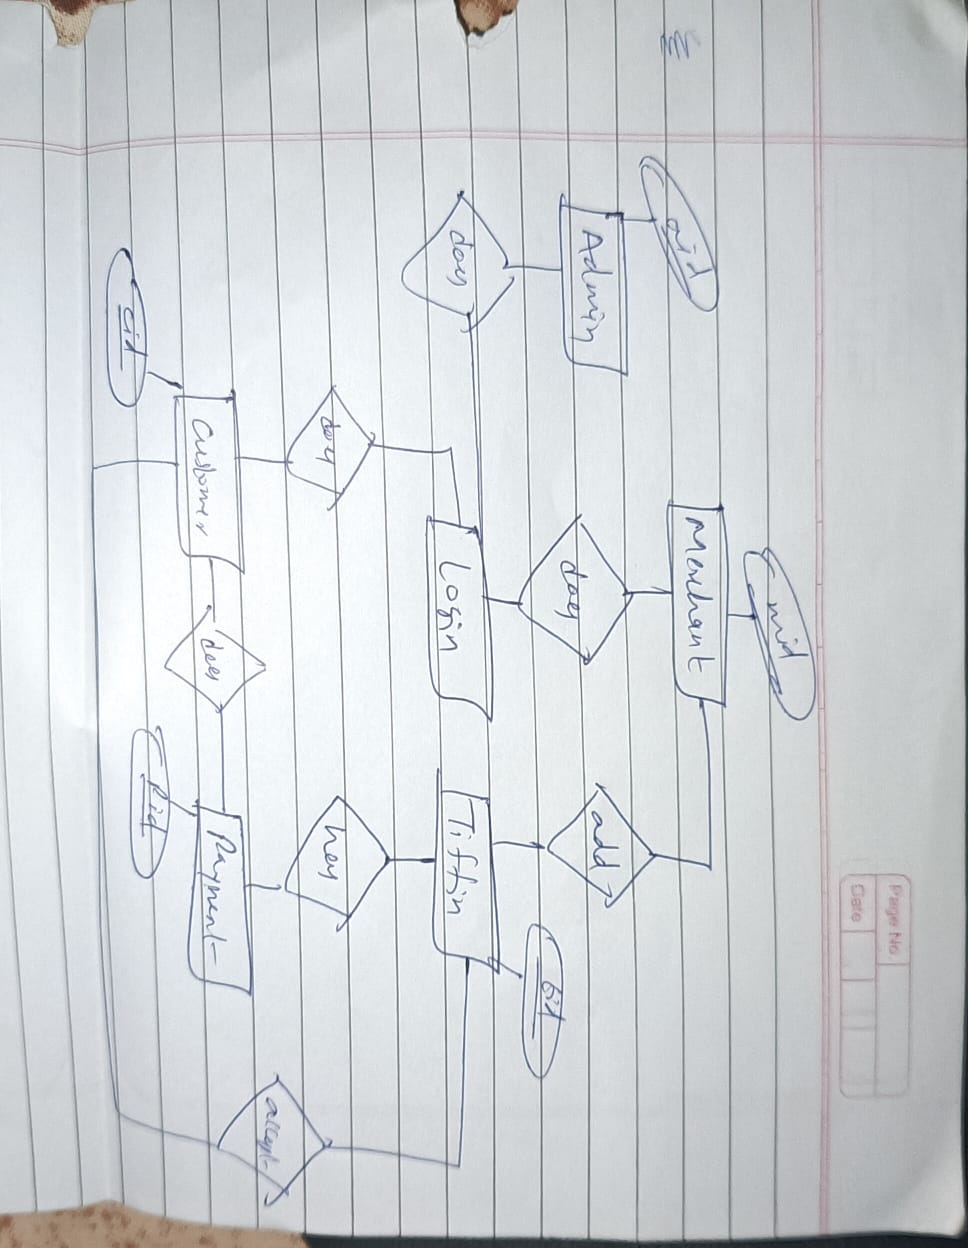 Page No.
Date
mid
Merchant
aid
Admin
add
does
tid
does
Login
Tiffin
does
has
accept
Customer
does
Payment
cid
Pid